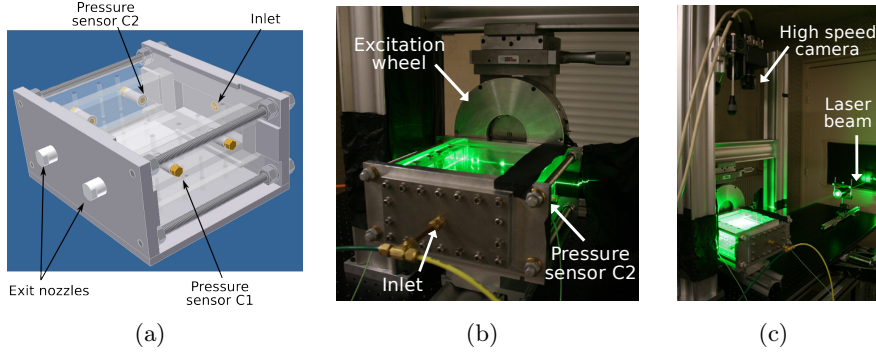 Pressure
sensor C2
Inlet
Exit nozzles
Pressure
sensor C1
(a)
Excitation
wheel
Inlet
Pressure
sensor C2
(b)
High speed
camera
Laser
beam
(c)